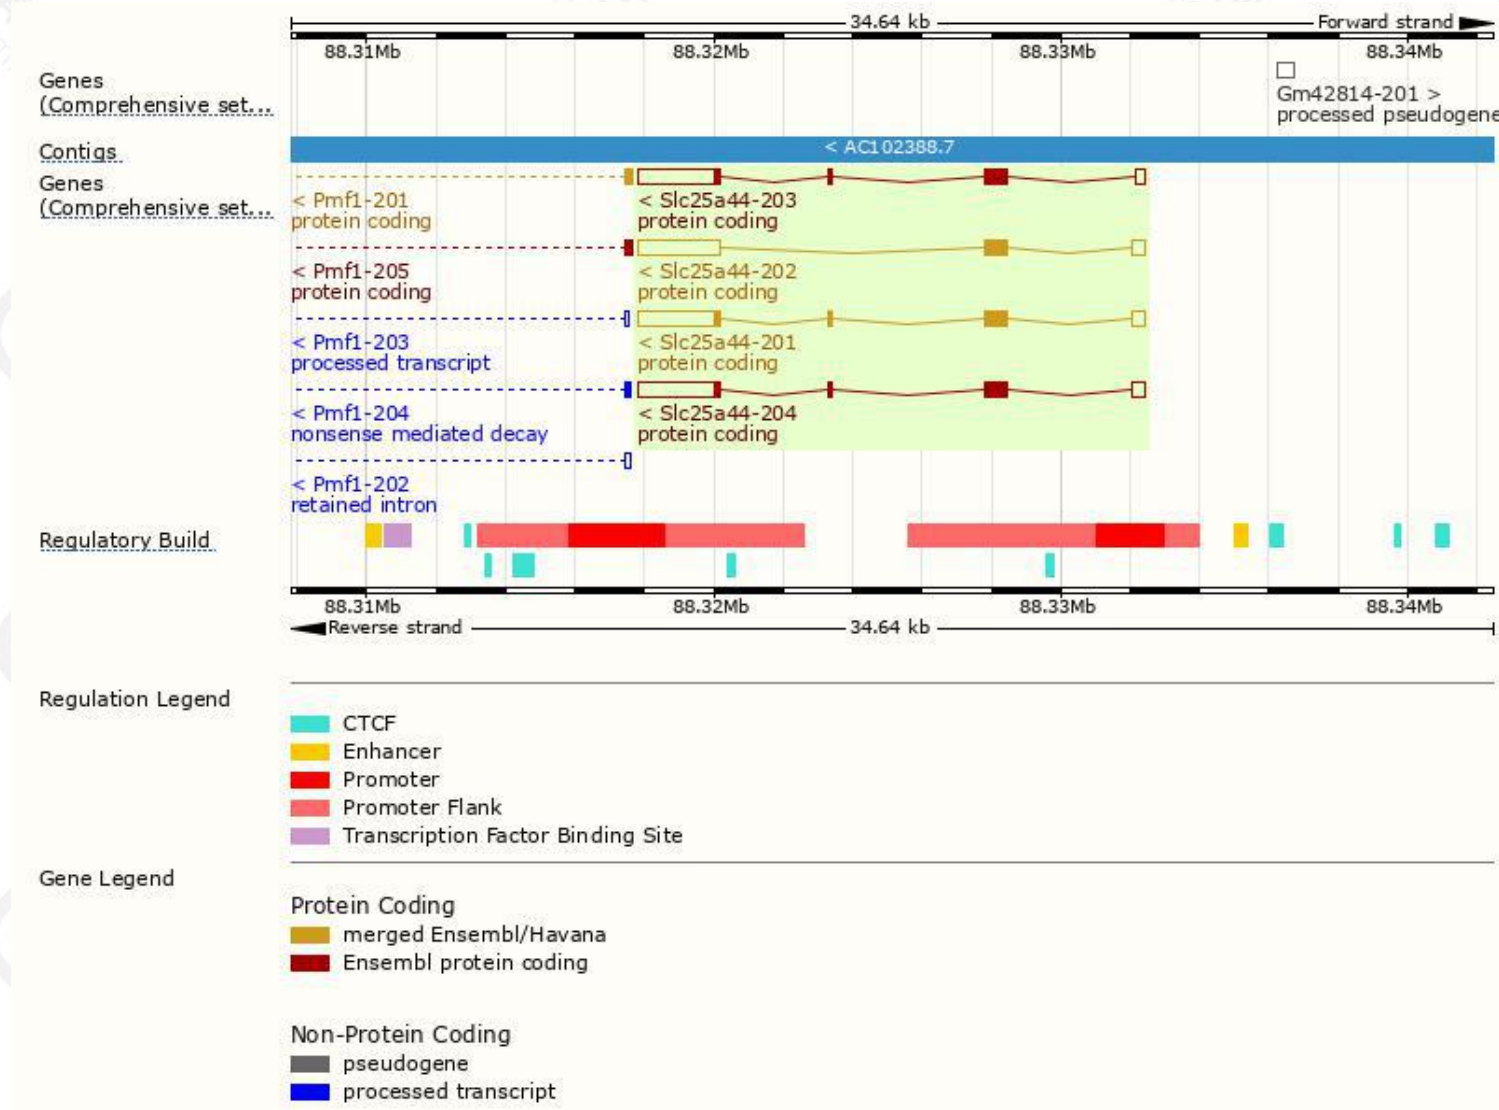 34.64 kb
Forward strand
88.31Mb 88.32Mb 88.33Mb 88.34Mb
Genes
(Comprehensive set...
Gm42814-201 >
processed pseudogene
Contigs
< AC102388.7
Genes
(Comprehensive set...
< Pmf1-201
protein coding
< Slc25a44-203
protein coding
< Pmf1-205
protein coding
< Slc25a44-202
protein coding
< Pmf1-203
processed transcript
< Slc25a44-201
protein coding
< Pmf1-204
nonsense mediated decay
< Slc25a44-204
protein coding
< Pmf1-202
retained intron
Regulatory Build
88.31Mb 88.32Mb 88.33Mb 88.34Mb
Reverse strand
34.64 kb
Regulation Legend
CTCF
Enhancer
Promoter
Promoter Flank
Transcription Factor Binding Site
Gene Legend
Protein Coding
merged Ensembl/Havana
Ensembl protein coding
Non-Protein Coding
pseudogene
processed transcript